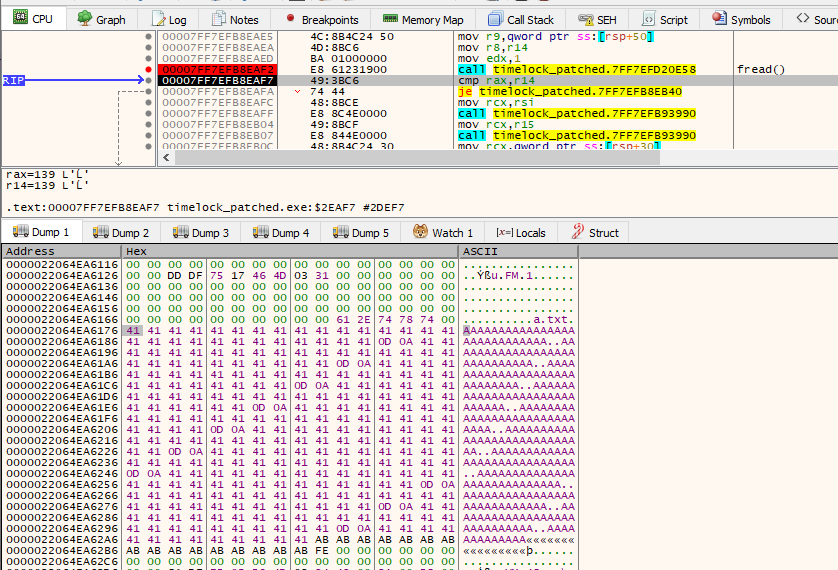 CPU Graph Log Notes Breakpoints Memory Map Call Stack SEH Script Symbols Sour
00007FF7EFB8EAE5 4C:8B4C24 50 mov r9,qword ptr ss:[rsp+50]
00007FF7EFB8EAEA 4D:8BC6 mov r8,r14
00007FF7EFB8EAED BA 01000000 mov edx,1
00007FF7EFB8EAF2 E8 61231900 call timelock_patched.7FF7EFD20E58 fread()
RIP 00007FF7EFB8EAF7 49:3BC6 cmp rax,r14
00007FF7EFB8EAFA 74 44 je timelock_patched.7FF7EFB8EB40
00007FF7EFB8EAFC 48:8BCE mov rcx,rsi
00007FF7EFB8EAFF E8 8C4E0000 call timelock_patched.7FF7EFB93990
00007FF7EFB8EB04 49:8BCF mov rcx,r15
00007FF7EFB8EB07 E8 844E0000 call timelock_patched.7FF7EFB93990
00007FF7EFB8EB0C 48:8B4C24 30 mov rcx,qword ptr ss:[rsp+30]
rax=139 L'Ĺ'
r14=139 L'Ĺ'
.text:00007FF7EFB8EAF7 timelock_patched.exe:$2EAF7 #2DEF7
Dump 1 Dump 2 Dump 3 Dump 4 Dump 5 Watch 1 [x=] Locals Struct
Address Hex ASCII
0000022064EA6116 00 00 00 00 00 00 00 00 00 00 00 00 00 00 00 00 ................
0000022064EA6126 00 00 DD DF 75 17 46 4D 03 31 00 00 00 00 00 00 ..Ýßu.FM.1......
0000022064EA6136 00 00 00 00 00 00 00 00 00 00 00 00 00 00 00 00 ................
0000022064EA6146 00 00 00 00 00 00 00 00 00 00 00 00 00 00 00 00 ................
0000022064EA6156 00 00 00 00 00 00 00 00 00 00 00 00 00 00 00 00 ................
0000022064EA6166 00 00 00 00 00 00 00 00 00 00 61 2E 74 78 74 00 ..........a.txt.
0000022064EA6176 41 41 41 41 41 41 41 41 41 41 41 41 41 41 41 41 AAAAAAAAAAAAAAAA
0000022064EA6186 41 41 41 41 41 41 41 41 41 41 41 41 0D 0A 41 41 AAAAAAAAAAAA..AA
0000022064EA6196 41 41 41 41 41 41 41 41 41 41 41 41 41 41 41 41 AAAAAAAAAAAAAAAA
0000022064EA61A6 41 41 41 41 41 41 41 41 41 41 0D 0A 41 41 41 41 AAAAAAAAAA..AAAA
0000022064EA61B6 41 41 41 41 41 41 41 41 41 41 41 41 41 41 41 41 AAAAAAAAAAAAAAAA
0000022064EA61C6 41 41 41 41 41 41 41 41 0D 0A 41 41 41 41 41 41 AAAAAAAA..AAAAAA
0000022064EA61D6 41 41 41 41 41 41 41 41 41 41 41 41 41 41 41 41 AAAAAAAAAAAAAAAA
0000022064EA61E6 41 41 41 41 41 41 0D 0A 41 41 41 41 41 41 41 41 AAAAAA..AAAAAAAA
0000022064EA61F6 41 41 41 41 41 41 41 41 41 41 41 41 41 41 41 41 AAAAAAAAAAAAAAAA
0000022064EA6206 41 41 41 41 0D 0A 41 41 41 41 41 41 41 41 41 41 AAAA..AAAAAAAAAA
0000022064EA6216 41 41 41 41 41 41 41 41 41 41 41 41 41 41 41 41 AAAAAAAAAAAAAAAA
0000022064EA6226 41 41 0D 0A 41 41 41 41 41 41 41 41 41 41 41 41 AA..AAAAAAAAAAAA
0000022064EA6236 41 41 41 41 41 41 41 41 41 41 41 41 41 41 41 41 AAAAAAAAAAAAAAAA
0000022064EA6246 0D 0A 41 41 41 41 41 41 41 41 41 41 41 41 41 41 ..AAAAAAAAAAAAAA
0000022064EA6256 41 41 41 41 41 41 41 41 41 41 41 41 41 41 0D 0A AAAAAAAAAAAAAA..
0000022064EA6266 41 41 41 41 41 41 41 41 41 41 41 41 41 41 41 41 AAAAAAAAAAAAAAAA
0000022064EA6276 41 41 41 41 41 41 41 41 41 41 41 41 0D 0A 41 41 AAAAAAAAAAAA..AA
0000022064EA6286 41 41 41 41 41 41 41 41 41 41 41 41 41 41 41 41 AAAAAAAAAAAAAAAA
0000022064EA6296 41 41 41 41 41 41 41 41 41 41 0D 0A 41 41 41 41 AAAAAAAAAA..AAAA
0000022064EA62A6 41 41 41 41 41 41 41 41 41 AB AB AB AB AB AB AB AAAAAAAAA«««««««
0000022064EA62B6 AB AB AB AB AB AB AB AB AB FE 00 00 00 00 00 00 «««««««««þ......
0000022064EA62C6 00 00 00 00 00 00 00 00 00 00 00 00 00 00 00 00 ................